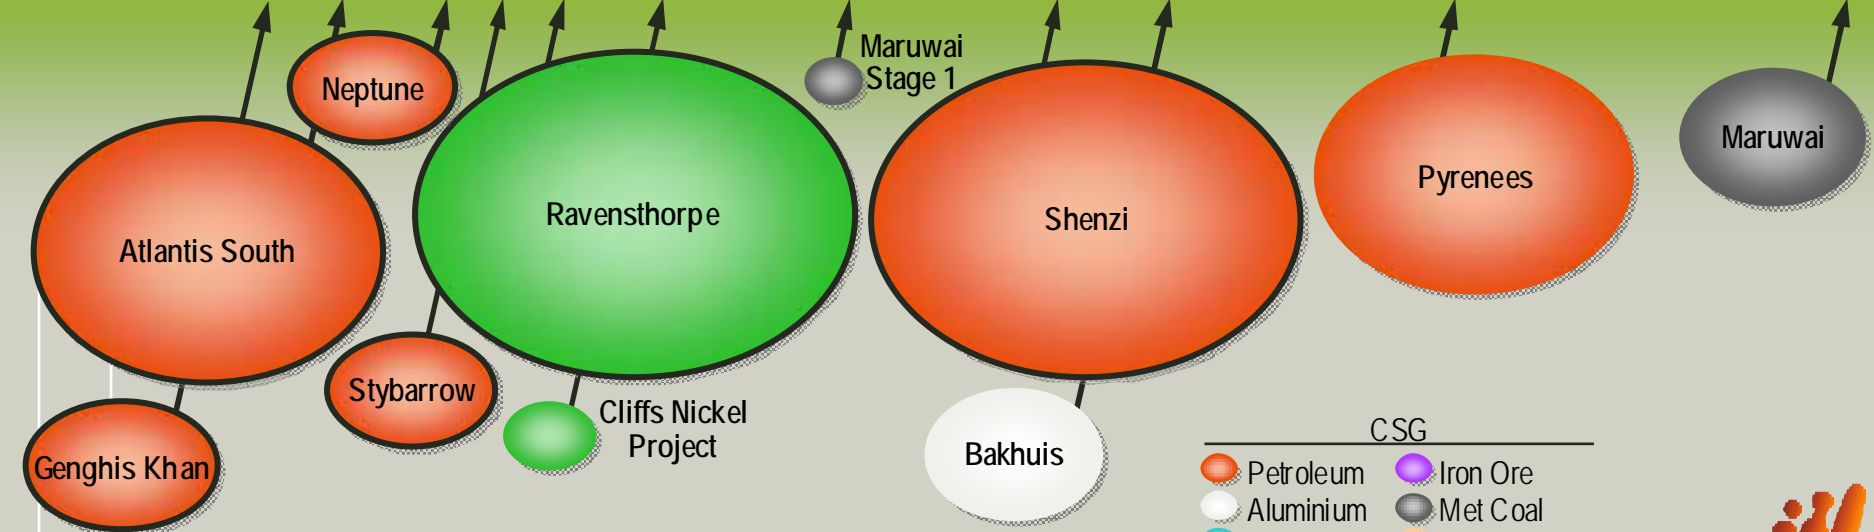 Neptune
Maruwai
Stage 1
Maruwai
Pyrenees
Ravensthorpe
Shenzi
Atlantis South
Stybarrow
Cliffs Nickel
Project
Genghis Khan
Bakhuis
CSG
Petroleum
Iron Ore
Aluminium
Met Coal